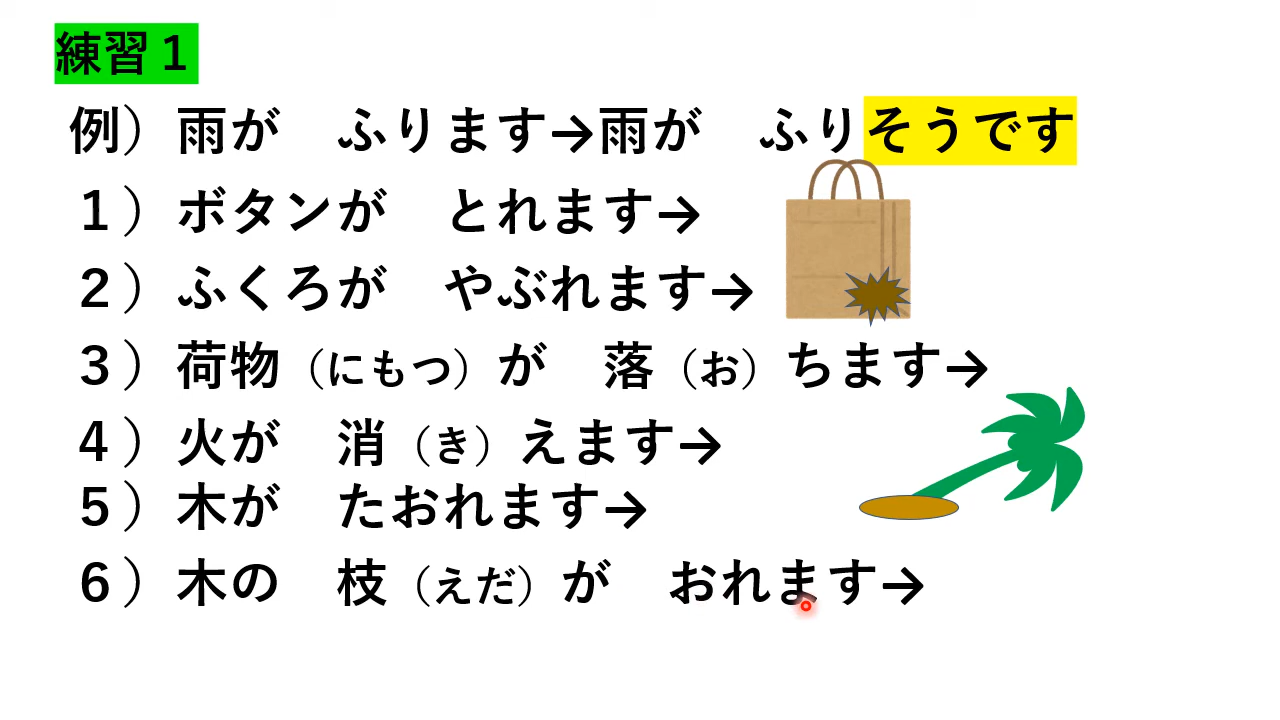 練習１
例）雨が　ふります→雨が　ふりそうです
１）ボタンが　とれます→
２）ふくろが　やぶれます→
３）荷物（にもつ）が　落（お）ちます→
４）火が　消（き）えます→
５）木が　たおれます→
６）木の　枝（えだ）が　おれます→